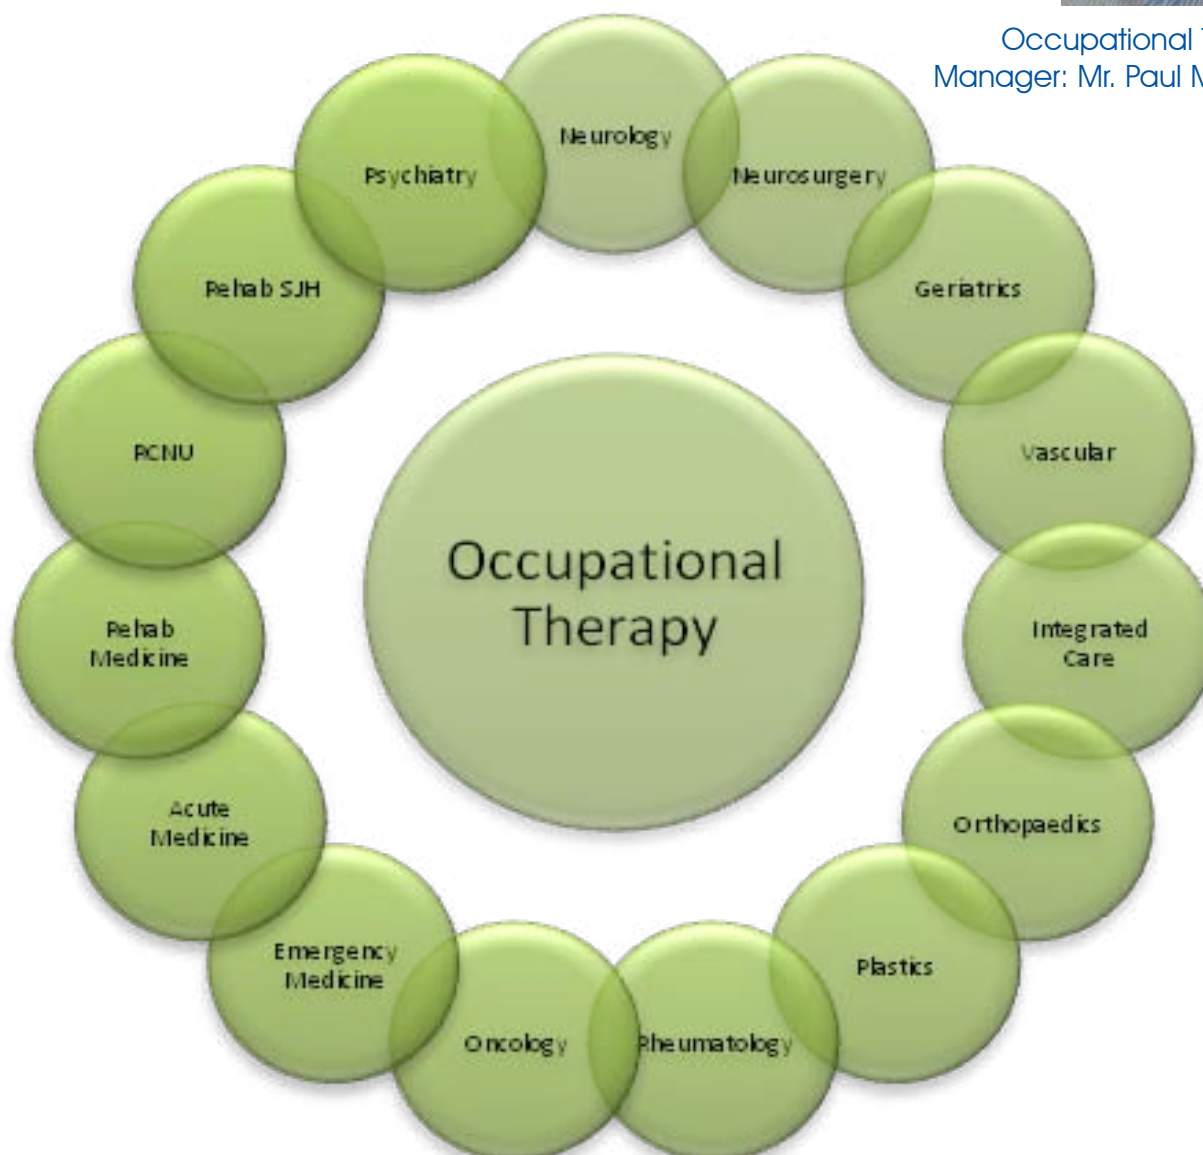 Occupational
Manager: Mr. Paul
Neurology
Neurosurgery
Psychiatry
Geriatrics
Rehab SJH
Vascular
RCNU
Occupational
Therapy
Integrated
Care
Rehab
Medicine
Orthopaedics
Acute
Medicine
Plastics
Emergency
Medicine
Rheumatology
Oncology